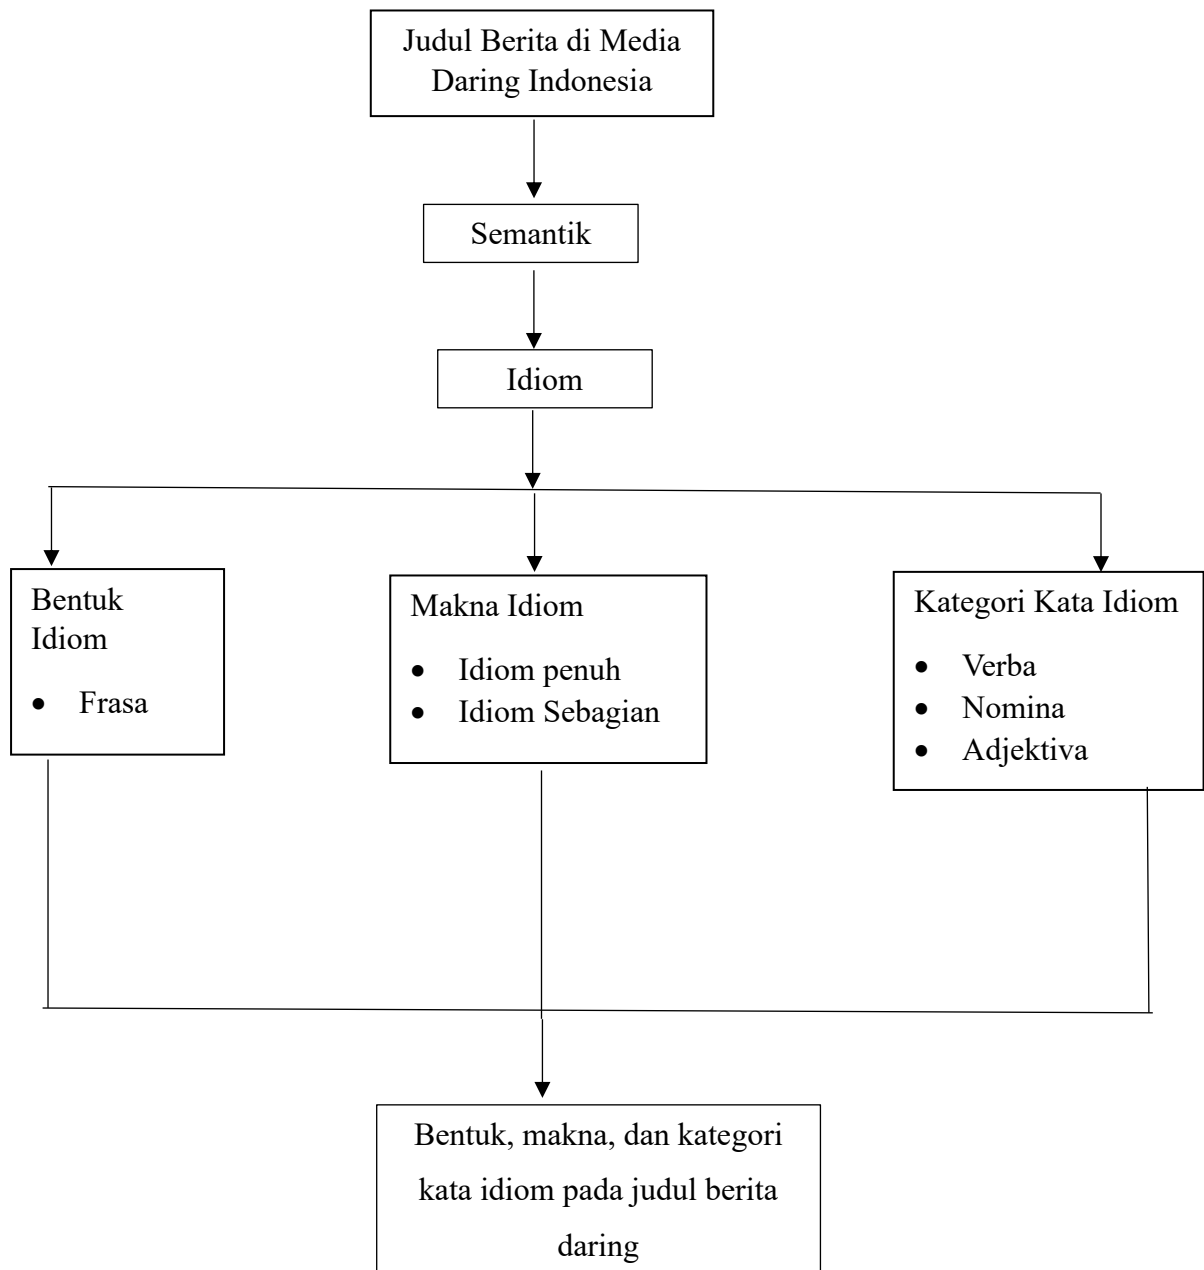 Judul Berita di Media
Daring Indonesia
Semantik
Idiom
Bentuk
Idiom
• Frasa
Makna Idiom
• Idiom penuh
• Idiom Sebagian
Kategori Kata Idiom
• Verba
• Nomina
• Adjektiva
Bentuk, makna, dan kategori
kata idiom pada judul berita
daring